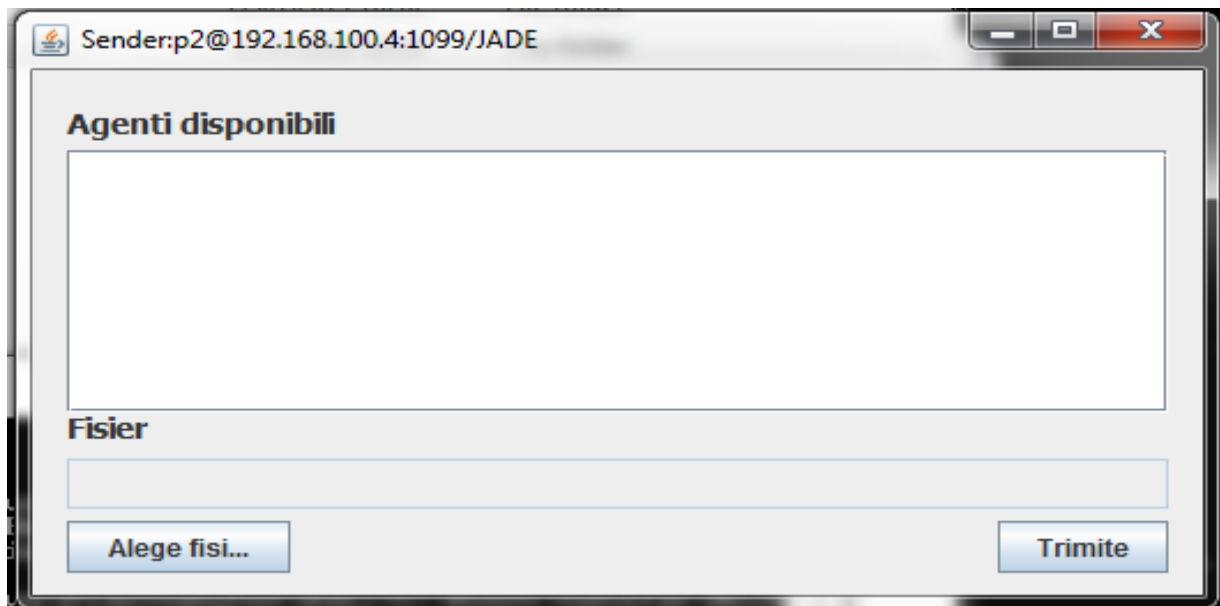 Sender:p2@192.168.100.4:1099/JADE
Agenti disponibili
Fisier
Alege fisi...
Trimite